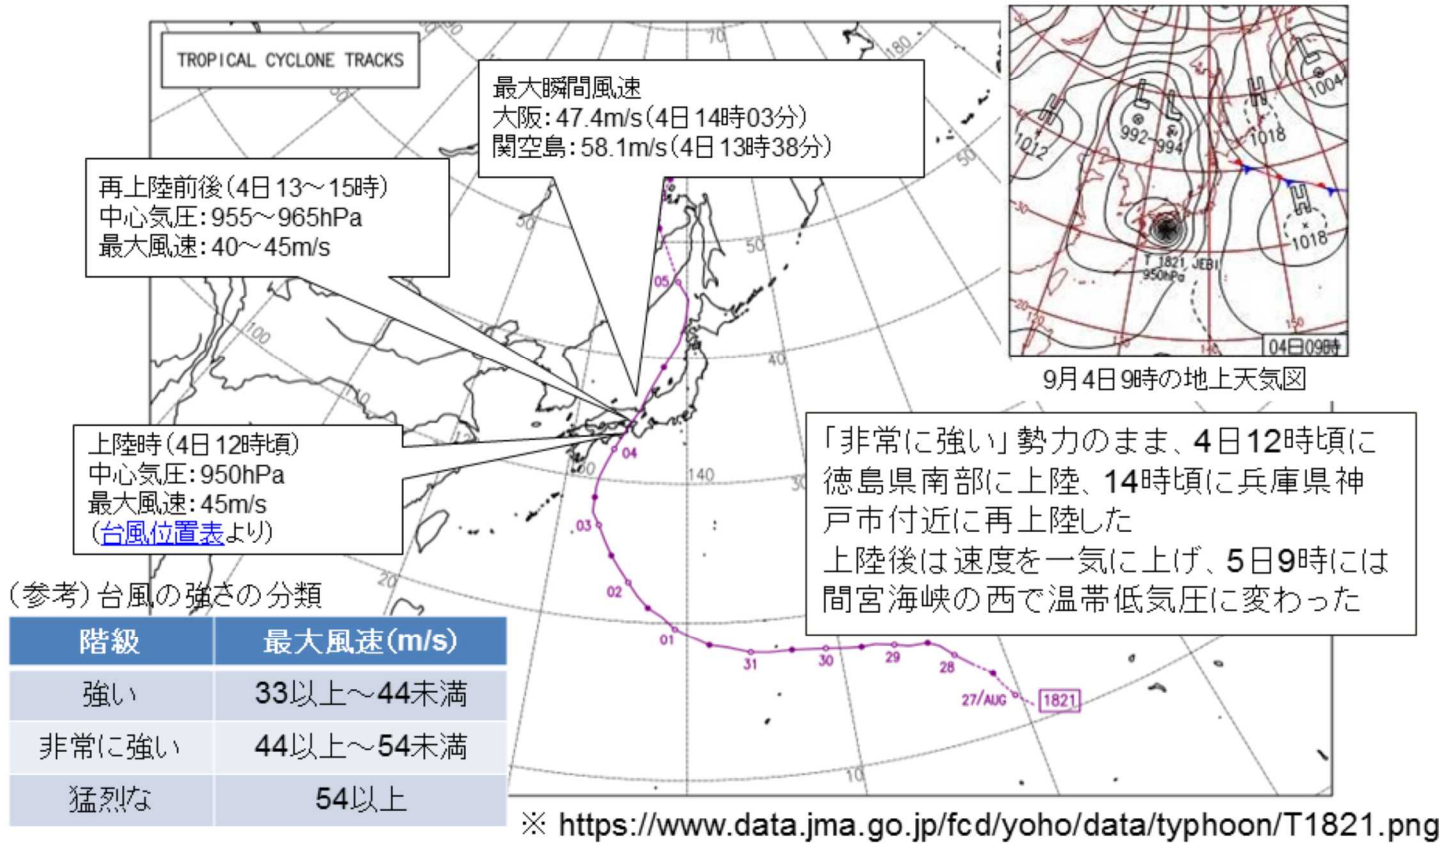 TROPICAL CYCLONE TRACKS
最大瞬間風速
大阪：47.4m/s（4日14時03分）
関空島：58.1m/s（4日13時38分）
再上陸前後（4日13～15時）
中心気圧：955～965hPa
最大風速：40～45m/s
上陸時（4日12時頃）
中心気圧：950hPa
最大風速：45m/s
（台風位置表より）
70
180
50
50
50
50
40
100
110
140
30
20
10
05
04
03
02
01
31
30
29
28
27/AUG
1821
H
1012
L
992
L
994
H
1018
L
1004
H
1018
T 1821 JEBI
950hPa
150
04日09時
9月4日9時の地上天気図
「非常に強い」勢力のまま、4日12時頃に
徳島県南部に上陸、14時頃に兵庫県神
戸市付近に再上陸した
上陸後は速度を一気に上げ、5日9時には
間宮海峡の西で温帯低気圧に変わった
（参考）台風の強さの分類
階級 最大風速(m/s)
強い 33以上～44未満
非常に強い 44以上～54未満
猛烈な 54以上
※ https://www.data.jma.go.jp/fcd/yoho/data/typhoon/T1821.png